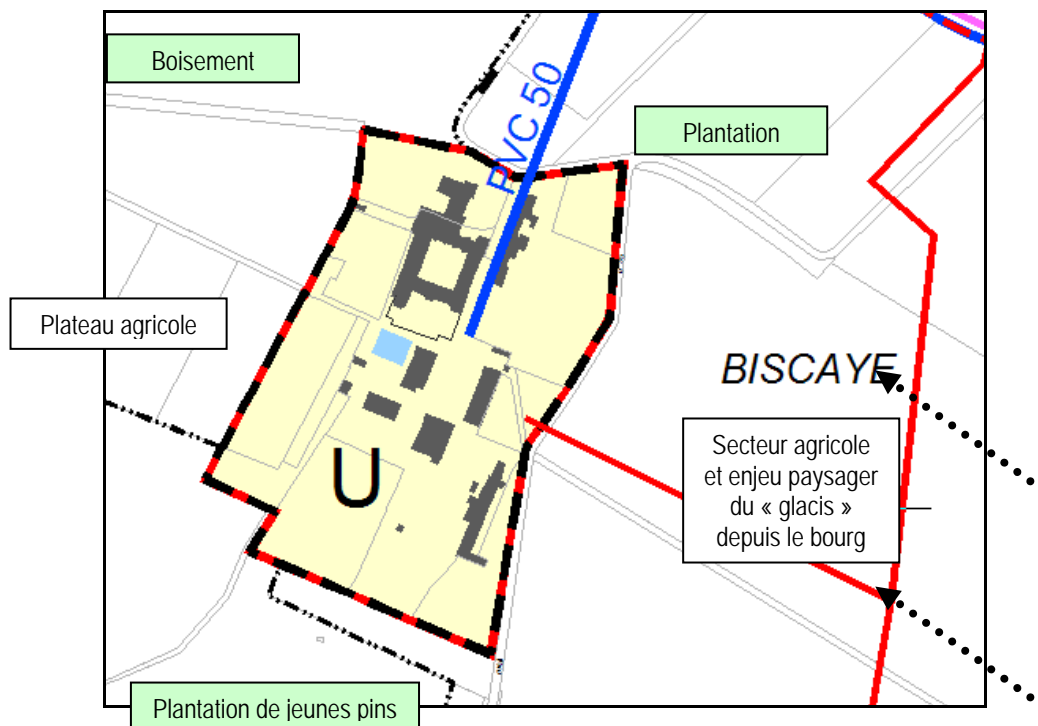 Boisement
PVC 50
Plantation
Plateau agricole
BISCAYE
Secteur agricole
et enjeu paysager
du « glacis »
depuis le bourg
U
Plantation de jeunes pins